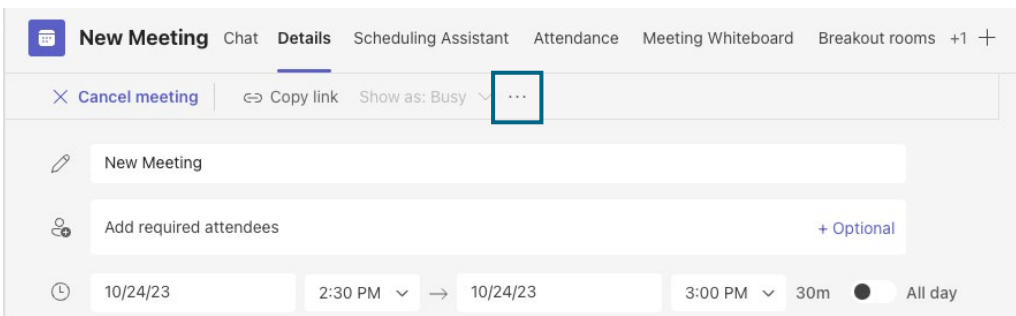 New Meeting Chat Details Scheduling Assistant Attendance Meeting Whiteboard Breakout rooms +1
Cancel meeting Copy link Show as: Busy ...
New Meeting
Add required attendees + Optional
10/24/23 2:30 PM → 10/24/23 3:00 PM 30m All day